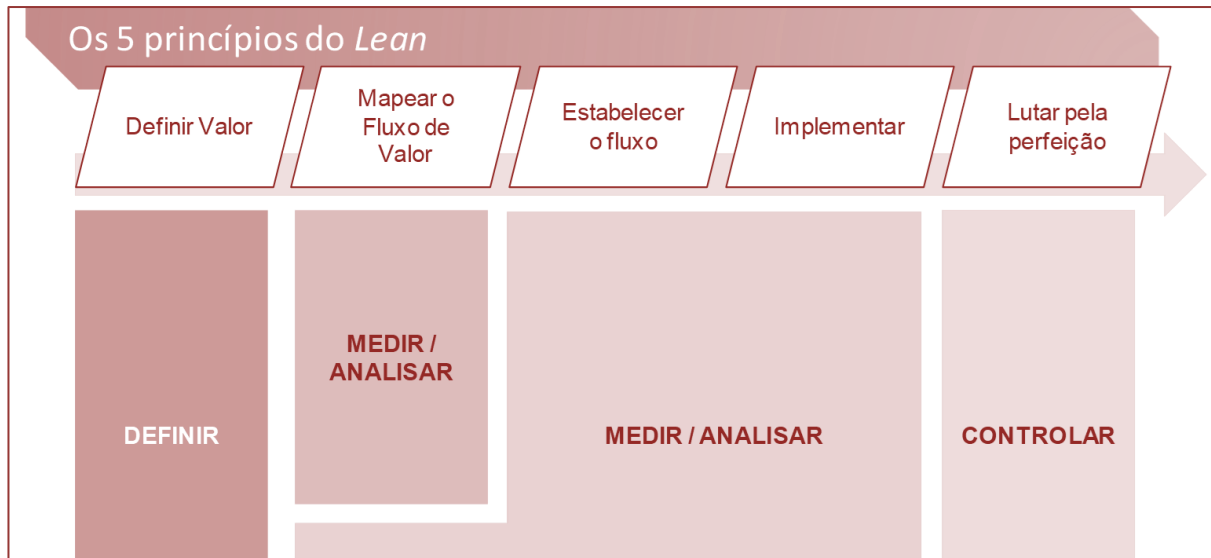 Os 5 princípios do Lean
Definir Valor
Mapear o
Fluxo de
Valor
Estabelecer
o fluxo
Implementar
Lutar pela
perfeição
DEFINIR
MEDIR /
ANALISAR
MEDIR / ANALISAR
CONTROLAR